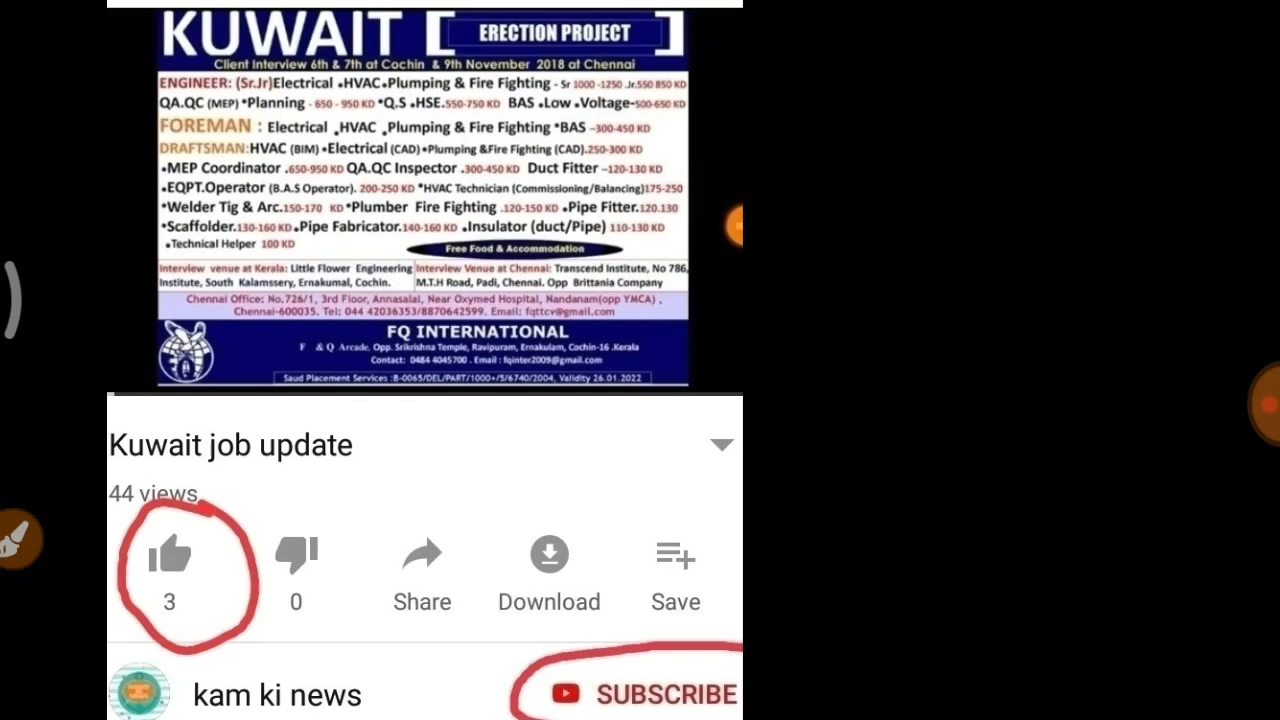 KUWAIT [ ERECTION PROJECT ]
Client Interview 6th & 7th at Cochin & 9th November 2018 at Chennai
ENGINEER: (Sr.Jr)Electrical •HVAC•Plumping & Fire Fighting - Sr 1000 -1250 .Jr.550 850 KD
QA.QC (MEP) •Planning - 650 - 950 KD •Q.S •HSE.550-750 KD BAS •Low •Voltage-500-650 KD
FOREMAN : Electrical •HVAC •Plumping & Fire Fighting •BAS -300-450 KD
DRAFTSMAN:HVAC (BIM) •Electrical (CAD)•Plumping &Fire Fighting (CAD).250-300 KD
•MEP Coordinator .650-950 KD QA.QC Inspector .300-450 KD Duct Fitter -120-130 KD
•EQPT.Operator (B.A.S Operator). 200-250 KD •HVAC Technician (Commissioning/Balancing)175-250
•Welder Tig & Arc.150-170 KD •Plumber Fire Fighting .120-150 KD •Pipe Fitter.120.130
•Scaffolder.130-160 KD •Pipe Fabricator.140-160 KD •Insulator (duct/Pipe) 110-130 KD
•Technical Helper 100 KD
Free Food & Accommodation
Interview venue at Kerala: Little Flower Engineering
Institute, South Kalamssery, Ernakumal, Cochin.
Interview Venue at Chennai: Transcend Institute, No 786,
M.T.H Road, Padi, Chennai. Opp Brittania Company
Chennai Office: No.726/1, 3rd Floor, Annasalai, Near Oxymed Hospital, Nandanam(opp YMCA) ,
Chennai-600035. Tel: 044 42036353/8870642599. Email: fqttcv@gmail.com
FQ INTERNATIONAL
F & Q Arcade, Opp. Srikrishna Temple, Ravipuram, Ernakulam, Cochin-16 .Kerala
Contact: 0484 4045700 . Email : fqinter2009@gmail.com
Saud Placement Services :B-0065/DEL/PART/1000+/5/6740/2004, Validity 26.01.2022
Kuwait job update
44 views
3
0
Share
Download
Save
kam ki news
SUBSCRIBE